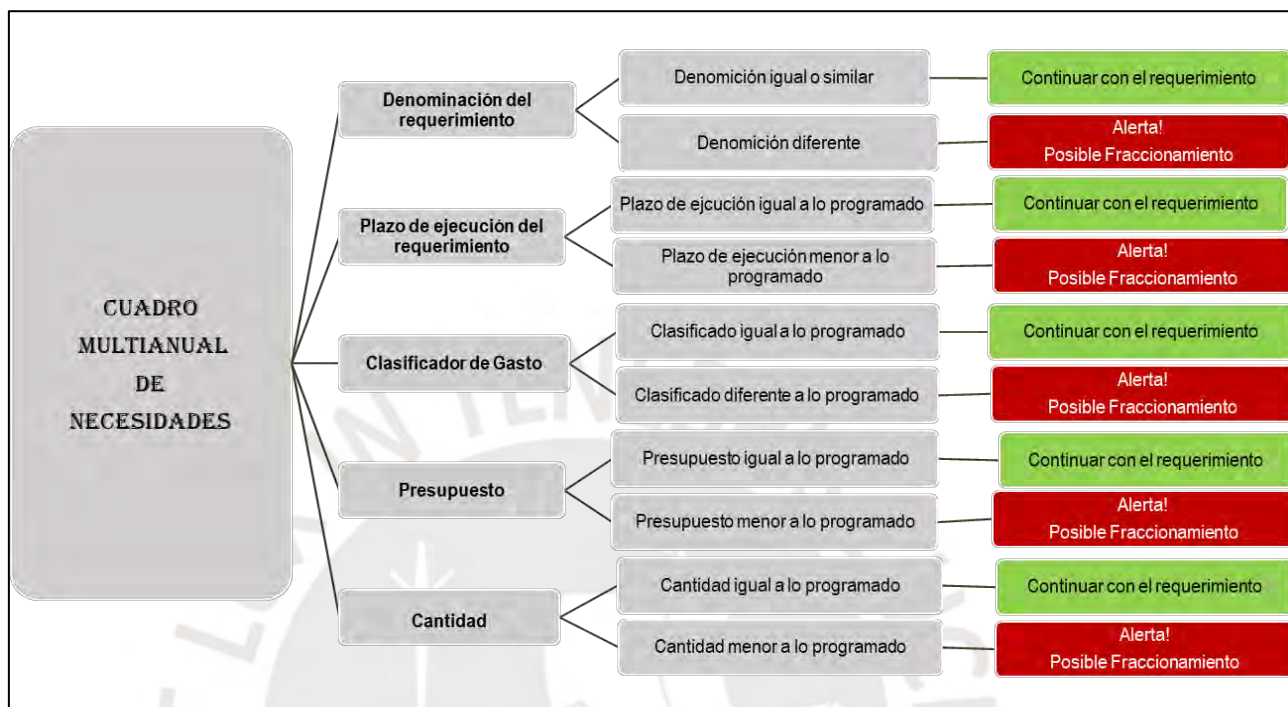 CUADRO
MULTIANUAL
DE
NECESIDADES
Denominación del
requerimiento
Denomición igual o similar
Continuar con el requerimiento
Denomición diferente
Alerta!
Posible Fraccionamiento
Plazo de ejecución del
requerimiento
Plazo de ejcución igual a lo programado
Continuar con el requerimiento
Plazo de ejecución menor a lo
programado
Alerta!
Posible Fraccionamiento
Clasificador de Gasto
Clasificado igual a lo programado
Continuar con el requerimiento
Clasificado diferente a lo programado
Alerta!
Posible Fraccionamiento
Presupuesto
Presupuesto igual a lo programado
Continuar con el requerimiento
Presupuesto menor a lo programado
Alerta!
Posible Fraccionamiento
Cantidad
Cantidad igual a lo programado
Continuar con el requerimiento
Cantidad menor a lo programado
Alerta!
Posible Fraccionamiento